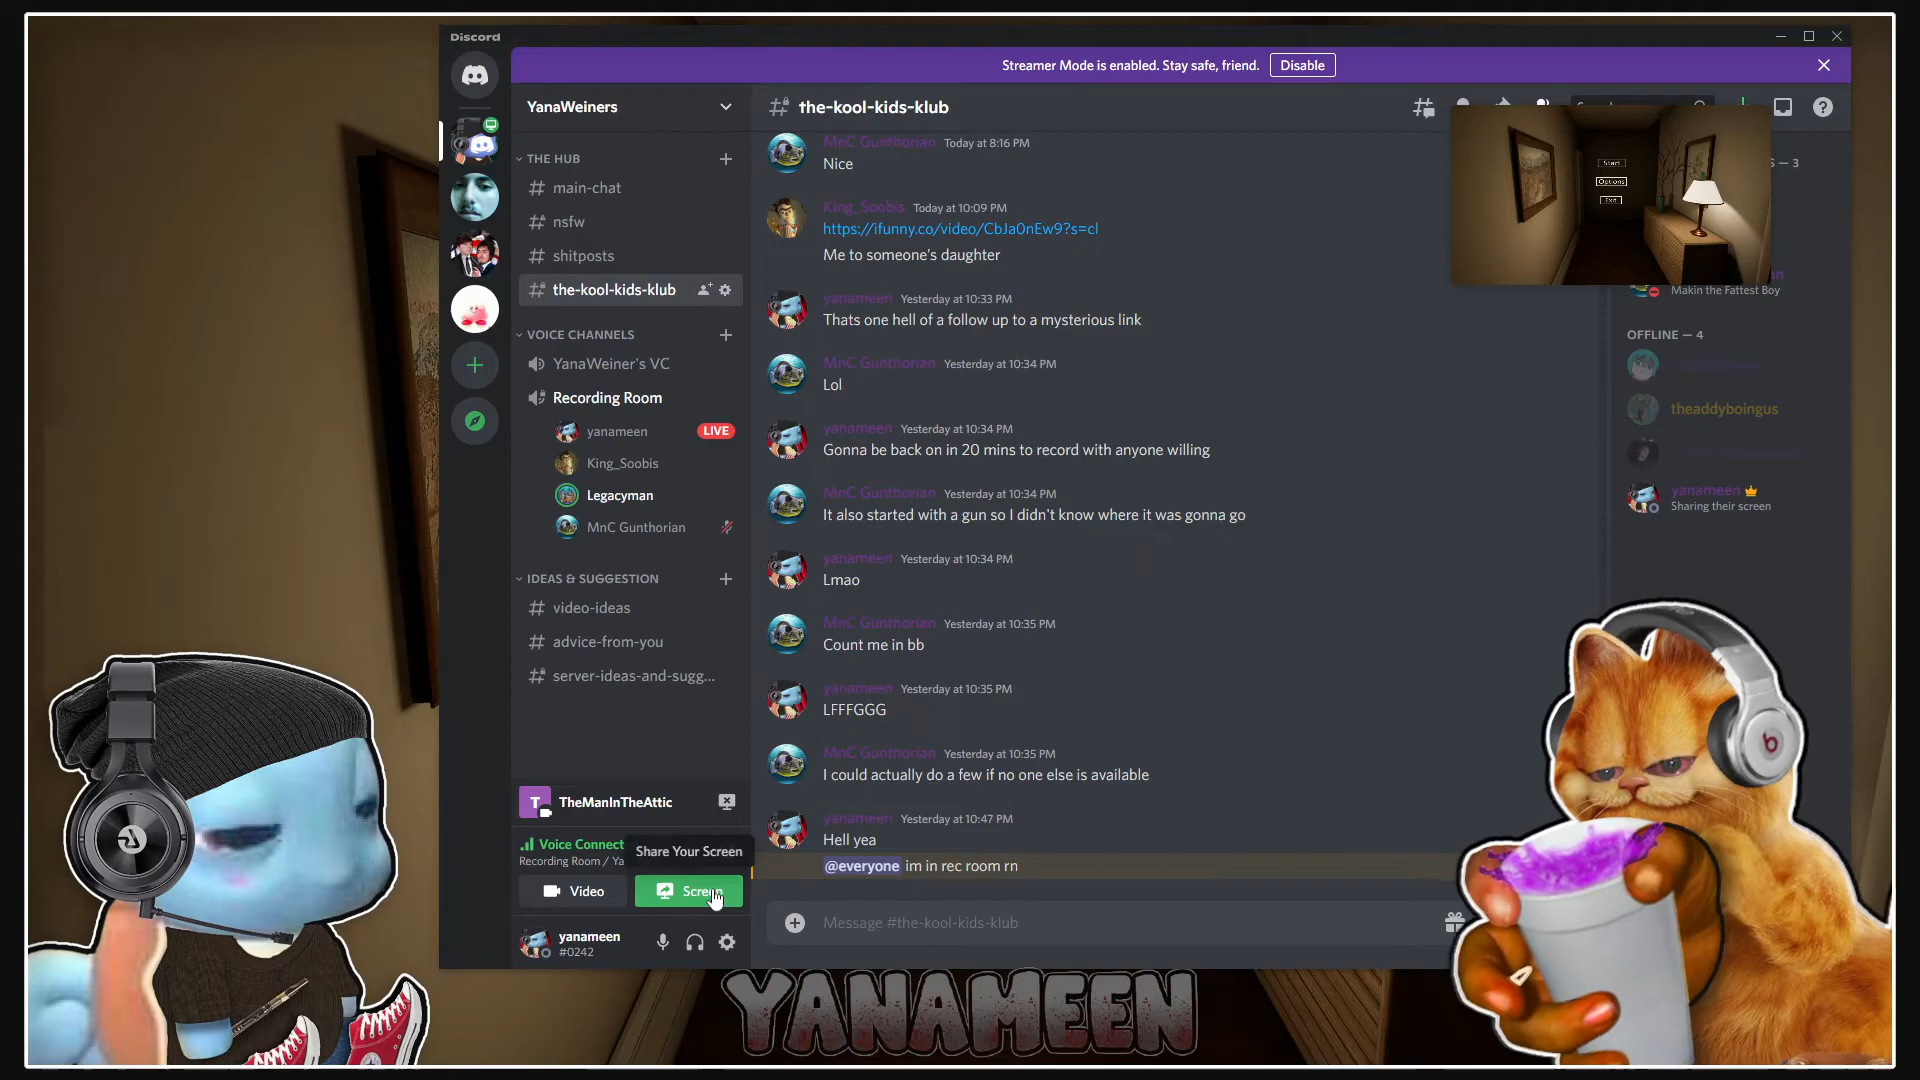 Discord
Streamer Mode is enabled. Stay safe, friend. Disable
YanaWeiners
the-kool-kids-klub
THE HUB
main-chat
nsfw
shitposts
the-kool-kids-klub
VOICE CHANNELS
YanaWeiner's VC
Recording Room
yanameen LIVE
King_Soobis
Legacyman
MnC Gunthorian
IDEAS & SUGGESTION
video-ideas
advice-from-you
server-ideas-and-sugg...
T TheManInTheAttic
Voice Connect
Recording Room / Ya
Share Your Screen
Video
Screen
yanameen
#0242
MnC Gunthorian Today at 8:16 PM
Nice
King_Soobis Today at 10:09 PM
https://ifunny.co/video/CbJa0nEw9?s=cl
Me to someone's daughter
yanameen Yesterday at 10:33 PM
Thats one hell of a follow up to a mysterious link
MnC Gunthorian Yesterday at 10:34 PM
Lol
yanameen Yesterday at 10:34 PM
Gonna be back on in 20 mins to record with anyone willing
MnC Gunthorian Yesterday at 10:34 PM
It also started with a gun so I didn't know where it was gonna go
yanameen Yesterday at 10:34 PM
Lmao
MnC Gunthorian Yesterday at 10:35 PM
Count me in bb
yanameen Yesterday at 10:35 PM
LFFFGGG
MnC Gunthorian Yesterday at 10:35 PM
I could actually do a few if no one else is available
yanameen Yesterday at 10:47 PM
Hell yea
@everyone im in rec room rn
Message #the-kool-kids-klub
Start
Options
Exit
— 3
Makin the Fattest Boy
OFFLINE — 4
theaddyboingus
yanameen
Sharing their screen
YANAMEEN